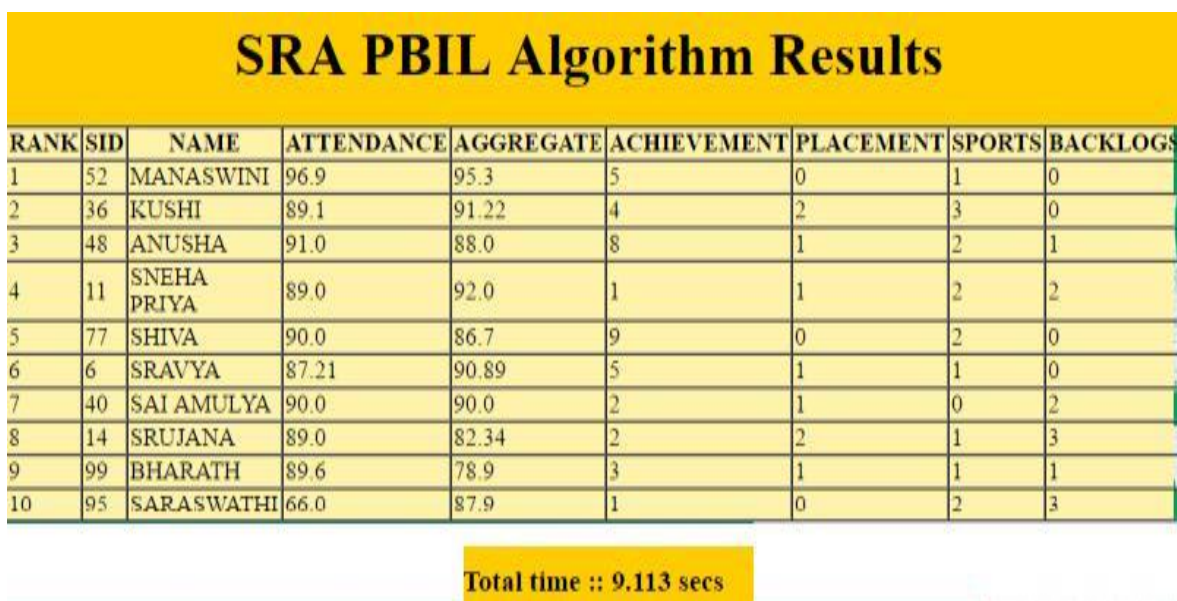 SRA PBIL Algorithm Results
RANK SID NAME ATTENDANCE AGGREGATE ACHIEVEMENT PLACEMENT SPORTS BACKLOGS
1 52 MANASWINI 96.9 95.3 5 0 1 0
2 36 KUSHI 89.1 91.22 4 2 3 0
3 48 ANUSHA 91.0 88.0 8 1 2 1
4 11 SNEHA PRIYA 89.0 92.0 1 1 2 2
5 77 SHIVA 90.0 86.7 9 0 2 0
6 6 SRAVYA 87.21 90.89 5 1 1 0
7 40 SAI AMULYA 90.0 90.0 2 1 0 2
8 14 SRUJANA 89.0 82.34 2 2 1 3
9 99 BHARATH 89.6 78.9 3 1 1 1
10 95 SARASWATHI 66.0 87.9 1 0 2 3
Total time :: 9.113 secs